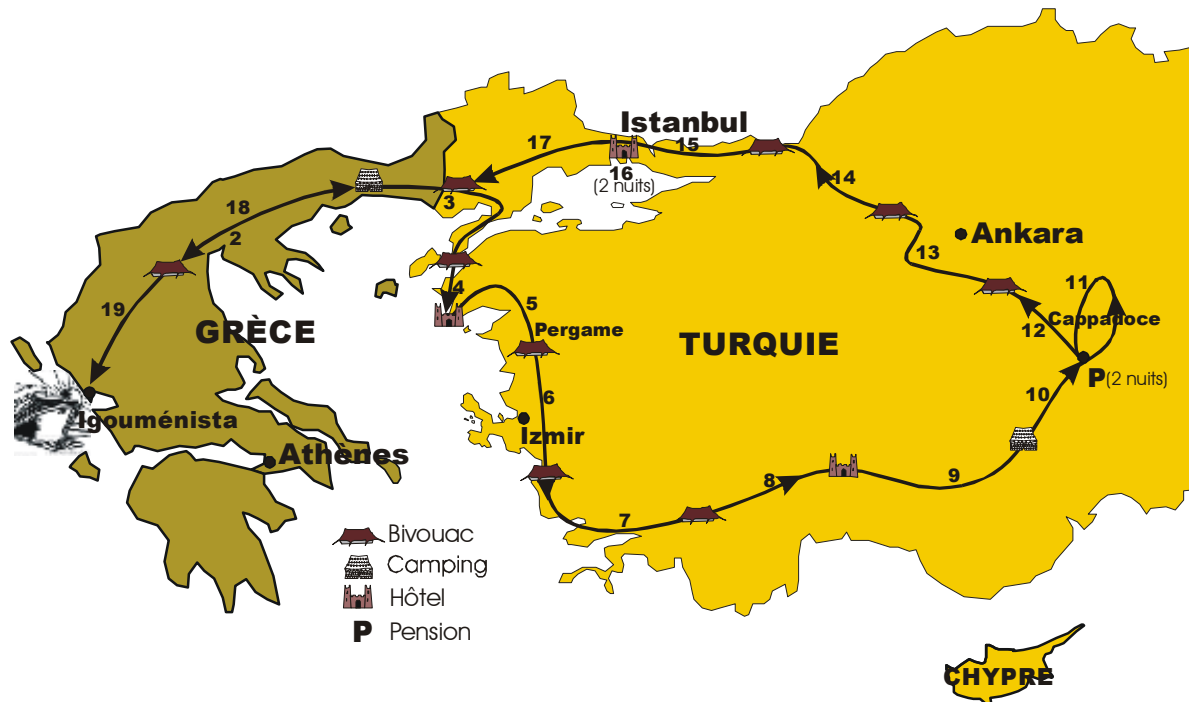 Istanbul
17
15
16
(2 nuits)
3
14
18
2
Ankara
13
4
11
5
19
Cappadoce
12
GRÈCE
Pergame
TURQUIE
P (2 nuits)
6
10
Igouménista
Izmir
Athènes
8
9
7
Bivouac
Camping
Hôtel
P Pension
CHYPRE